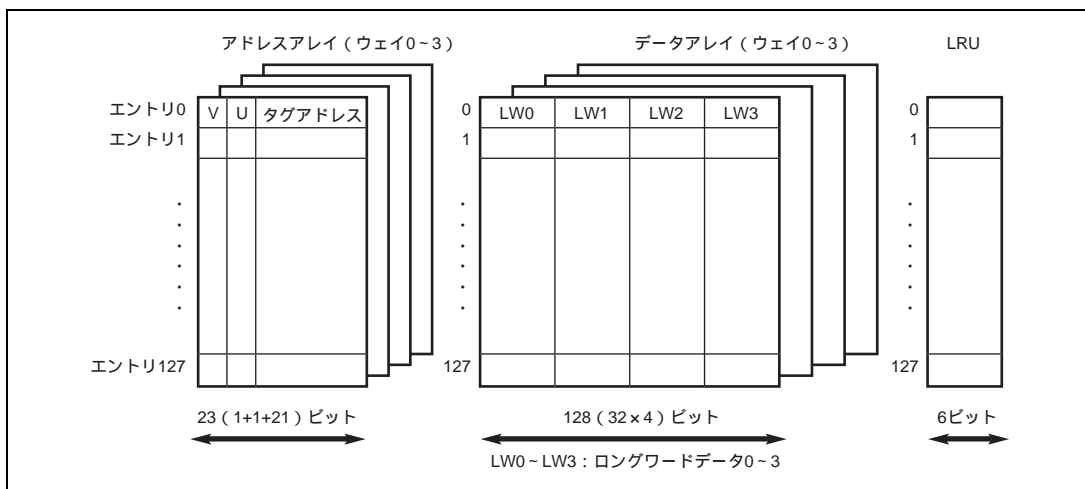 アドレスアレイ（ウェイ0~3）
データアレイ（ウェイ0~3）
LRU
エントリ0
V
U
タグアドレス
0
LW0
LW1
LW2
LW3
0
エントリ1
1
1
エントリ127
127
127
23（1+1+21）ビット
128（32×4）ビット
6ビット
LW0~LW3：ロングワードデータ0~3